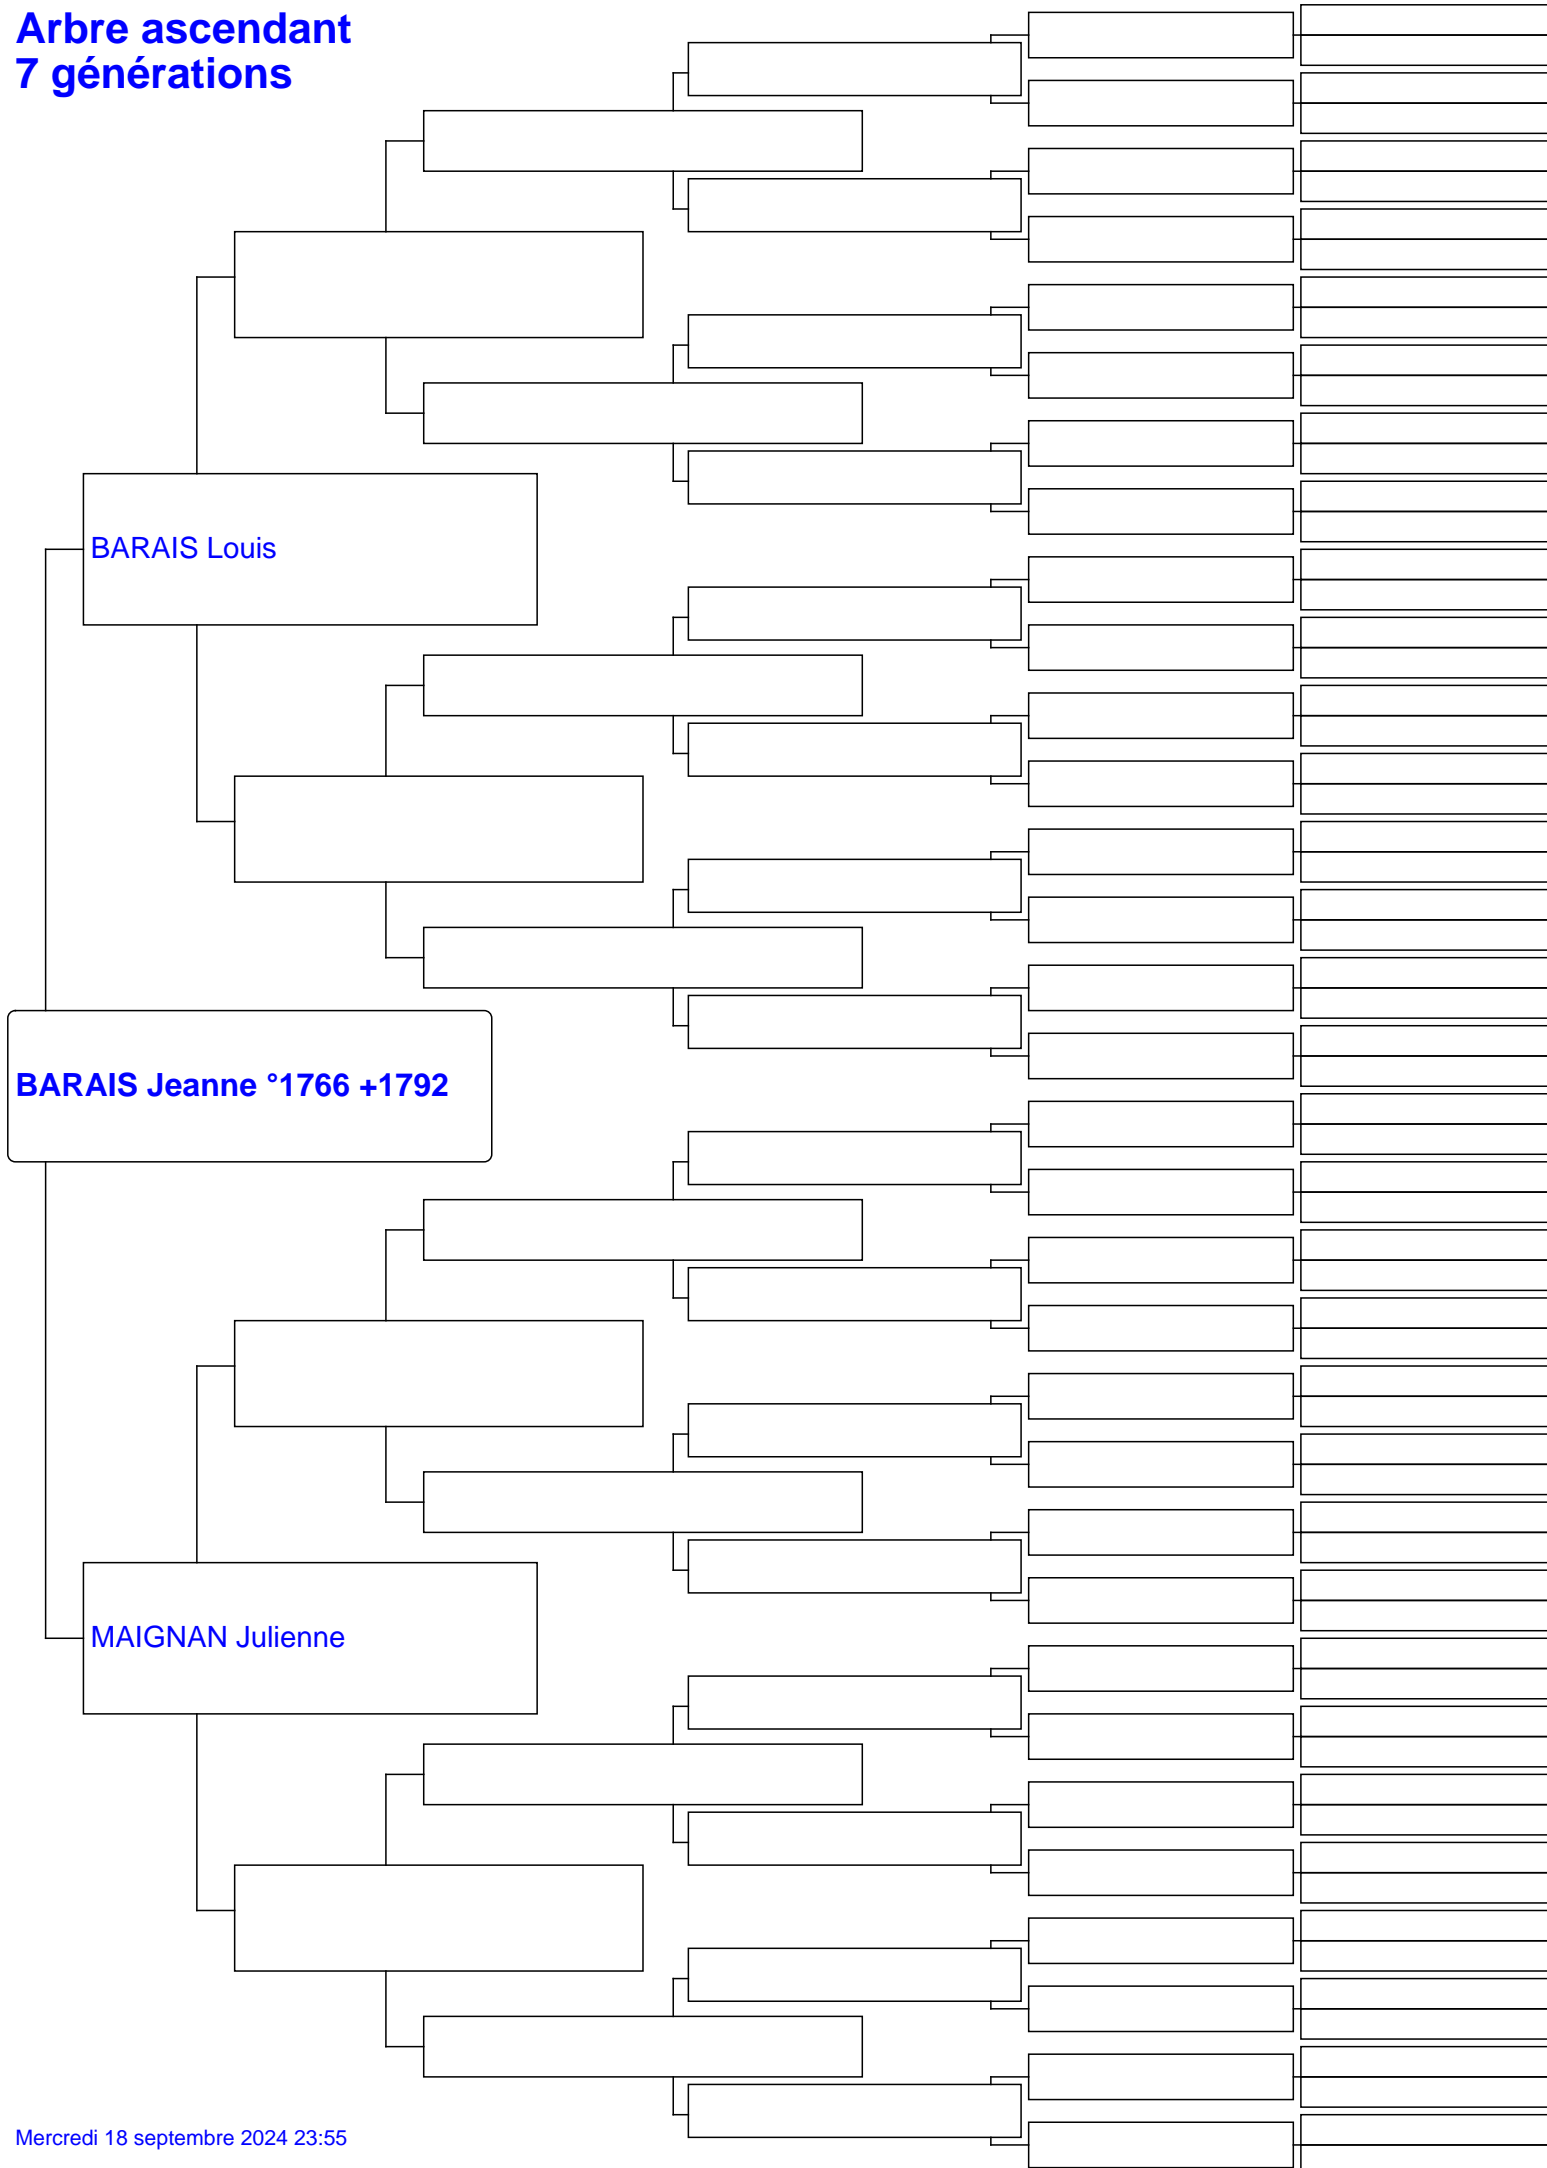 Arbre ascendant
7 générations
BARAIS Louis
BARAIS Jeanne °1766 +1792
MAIGNAN Julienne
Mercredi 18 septembre 2024 23:55